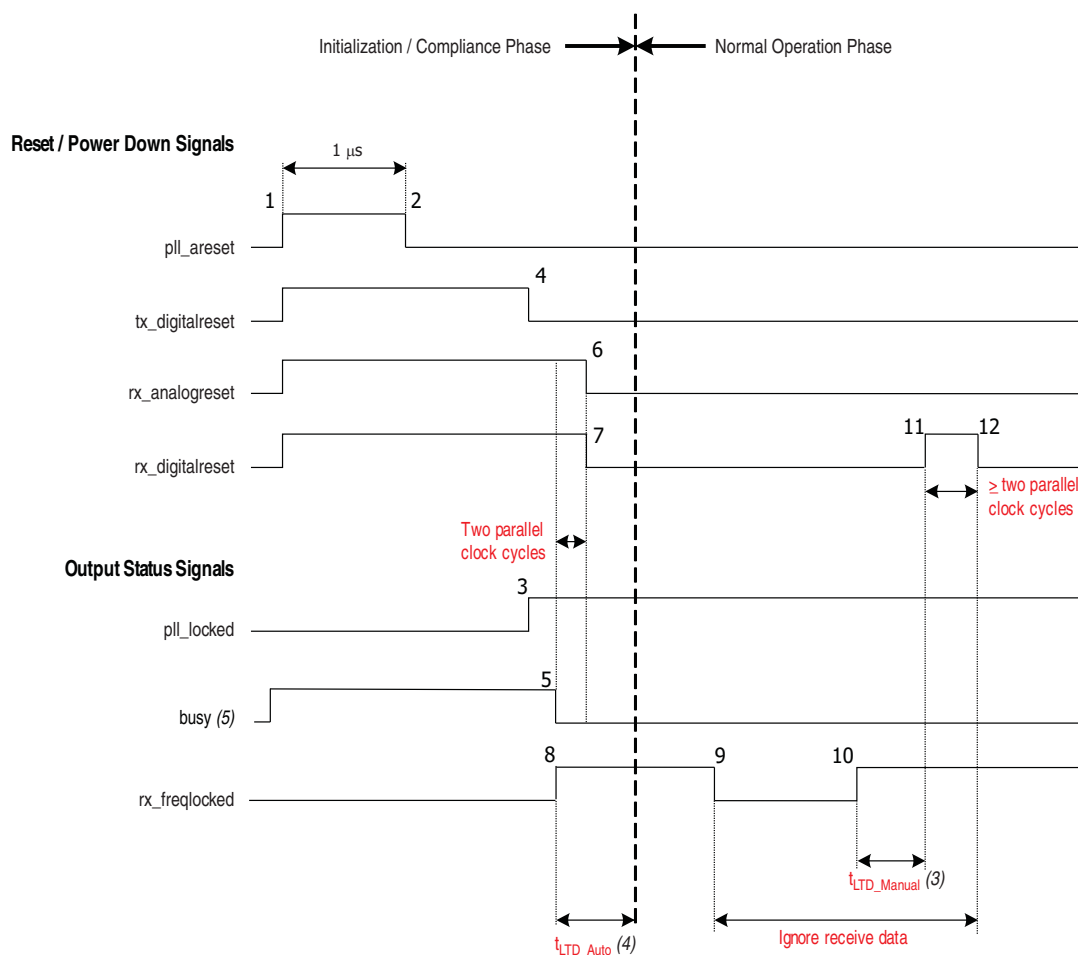 Initialization / Compliance Phase
Normal Operation Phase
Reset / Power Down Signals
1 μs
1
2
pll_areset
4
tx_digitalreset
6
rx_analogreset
7
11
12
rx_digitalreset
≥ two parallel
clock cycles
Two parallel
clock cycles
Output Status Signals
3
pll_locked
5
busy (5)
8
9
10
rx_freqlocked
tLTD_Manual (3)
tLTD_Auto (4)
Ignore receive data